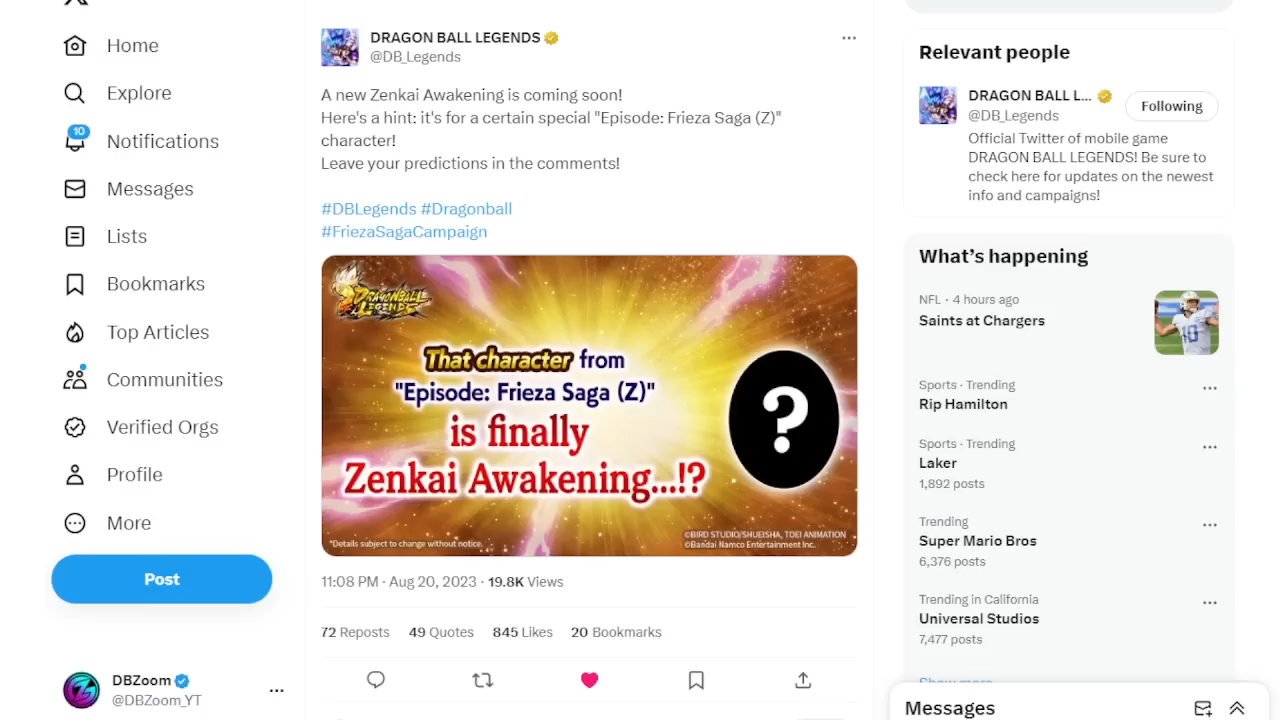 Home
Explore
10
Notifications
Messages
Lists
Bookmarks
Top Articles
Communities
Verified Orgs
Profile
More
Post
DBZoom
@DBZoom_YT
DRAGON BALL LEGENDS
@DB_Legends
A new Zenkai Awakening is coming soon!
Here's a hint: it's for a certain special "Episode: Frieza Saga (Z)"
character!
Leave your predictions in the comments!
#DBLegends #Dragonball
#FriezaSagaCampaign
DRAGONBALL
LEGENDS
That character from
"Episode: Frieza Saga (Z)"
is finally
Zenkai Awakening...!?
?
*Details subject to change without notice.
©BIRD STUDIO/SHUEISHA, TOEI ANIMATION
©Bandai Namco Entertainment Inc.
11:08 PM · Aug 20, 2023 · 19.8K Views
72 Reposts 49 Quotes 845 Likes 20 Bookmarks
Relevant people
DRAGON BALL L...
@DB_Legends
Following
Official Twitter of mobile game
DRAGON BALL LEGENDS! Be sure to
check here for updates on the newest
info and campaigns!
What's happening
NFL · 4 hours ago
Saints at Chargers
10
Sports · Trending
Rip Hamilton
Sports · Trending
Laker
1,892 posts
Trending
Super Mario Bros
6,376 posts
Trending in California
Universal Studios
7,477 posts
Show more
Messages